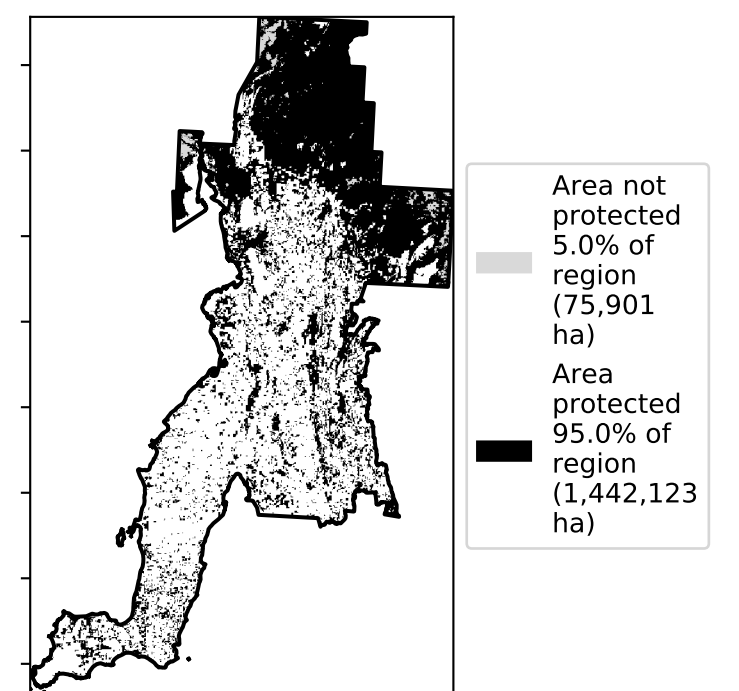 Area not
protected
5.0% of
region
(75,901
ha)
Area
protected
95.0% of
region
(1,442,123
ha)